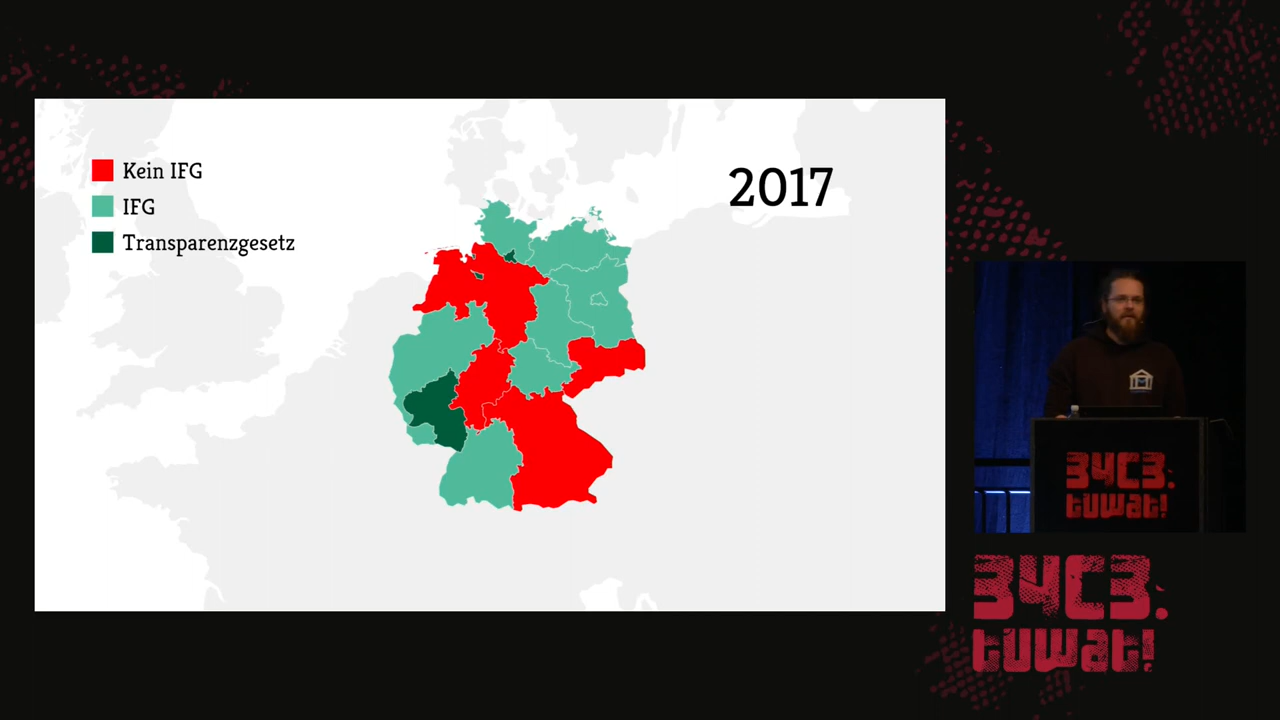 Kein IFG
IFG
Transparenzgesetz
2017
34C3.
tuwat!
34C3.
tuwat!